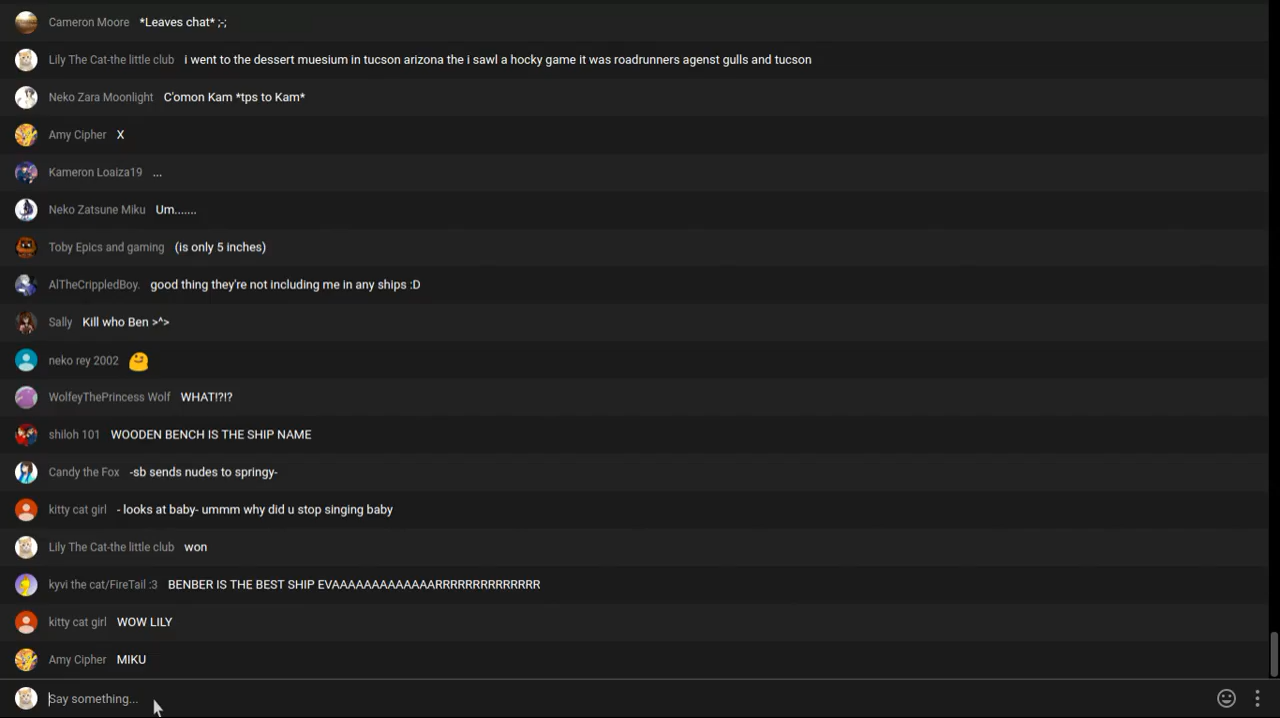 Cameron Moore *Leaves chat* ;-;
Lily The Cat-the little club i went to the dessert muesium in tucson arizona the i sawl a hocky game it was roadrunners agenst gulls and tucson
Neko Zara Moonlight C'omon Kam *tps to Kam*
Amy Cipher X
Kameron Loaiza19 ...
Neko Zatsune Miku Um.......
Toby Epics and gaming (is only 5 inches)
AlTheCrippledBoy. good thing they're not including me in any ships :D
Sally Kill who Ben >^>
neko rey 2002
WolfeyThePrincess Wolf WHAT!?!?
shiloh 101 WOODEN BENCH IS THE SHIP NAME
Candy the Fox -sb sends nudes to springy-
kitty cat girl - looks at baby- ummm why did u stop singing baby
Lily The Cat-the little club won
kyvi the cat/FireTail :3 BENBER IS THE BEST SHIP EVAAAAAAAAAAAAARRRRRRRRRRRRRR
kitty cat girl WOW LILY
Amy Cipher MIKU
Say something...